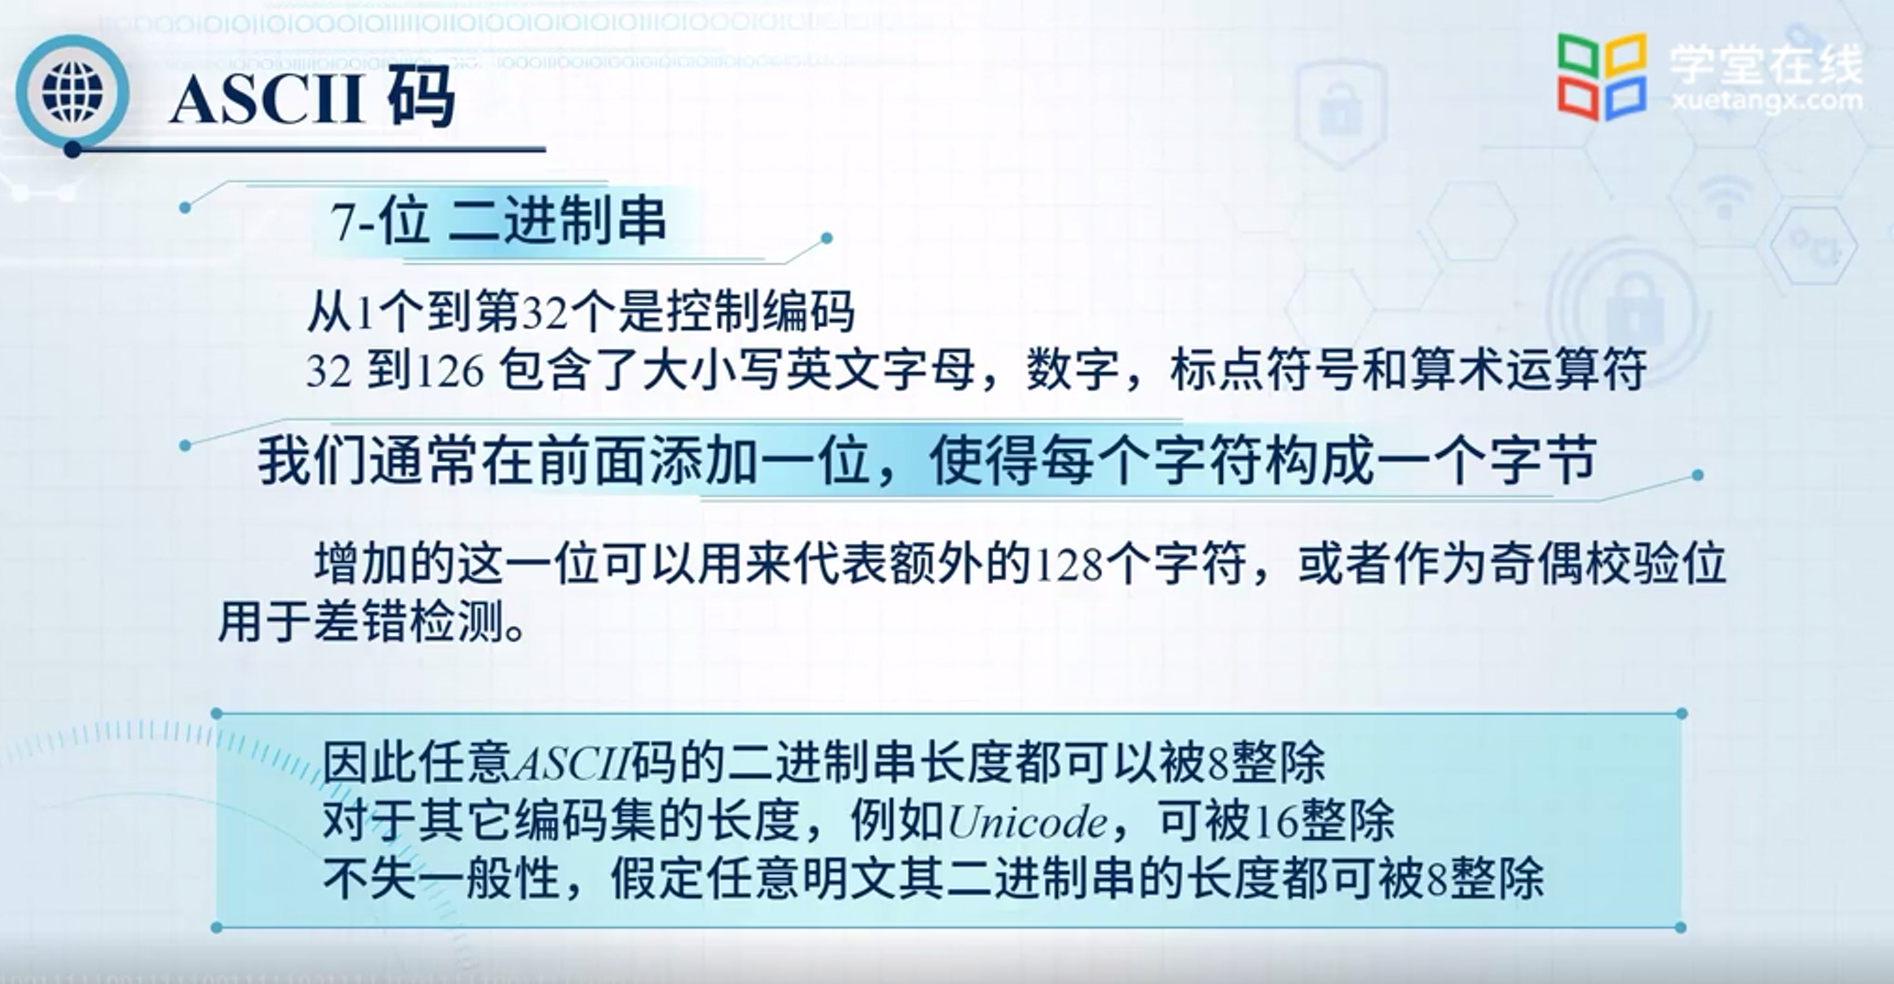 ASCII 码
学堂在线
xuetangx.com
7-位 二进制串
从1个到第32个是控制编码
32 到126 包含了大小写英文字母，数字，标点符号和算术运算符
我们通常在前面添加一位，使得每个字符构成一个字节
增加的这一位可以用来代表额外的128个字符，或者作为奇偶校验位
用于差错检测。
因此任意ASCII码的二进制串长度都可以被8整除
对于其它编码集的长度，例如Unicode，可被16整除
不失一般性，假定任意明文其二进制串的长度都可被8整除